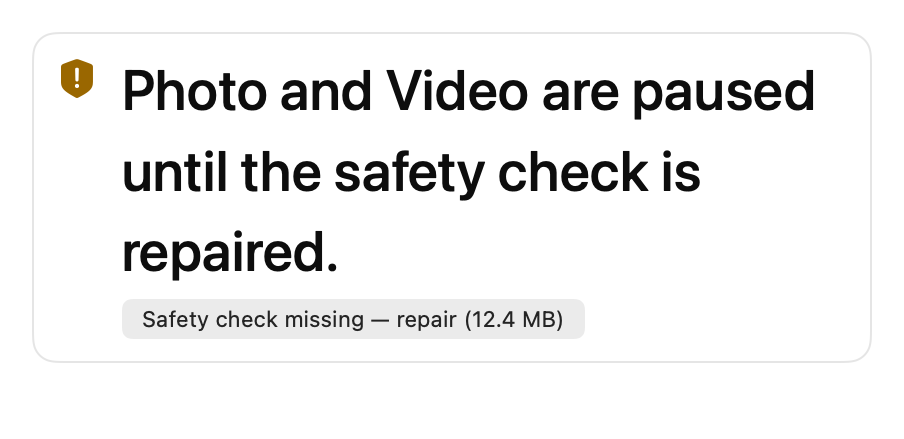 Photo and Video are paused
until the safety check is
repaired.
Safety check missing — repair (12.4 MB)